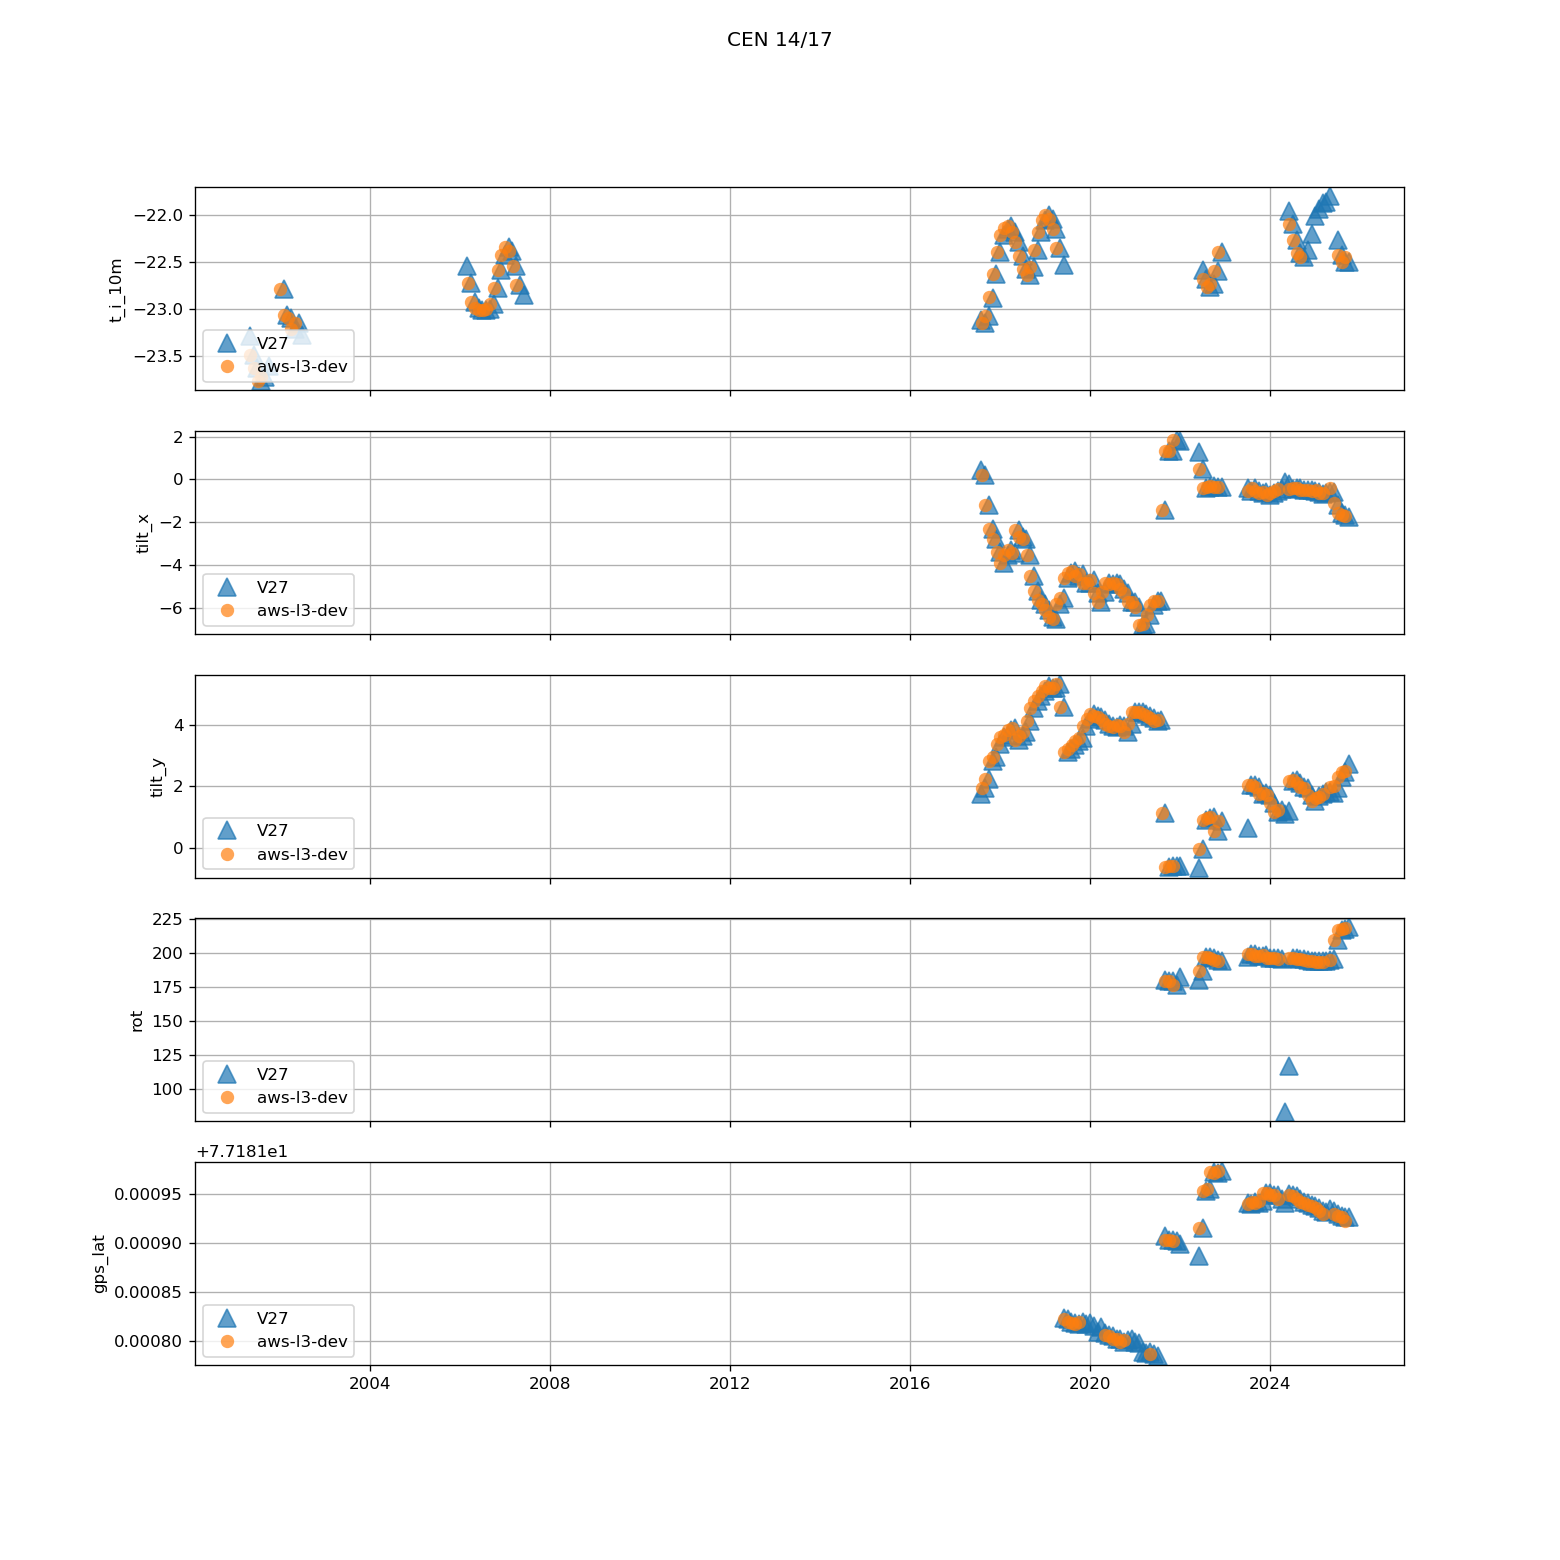 CEN 14/17
−22.0
−22.5
−23.0
−23.5
t_i_10m
V27
aws-l3-dev
2
0
−2
−4
−6
tilt_x
V27
aws-l3-dev
4
2
0
tilt_y
V27
aws-l3-dev
225
200
175
150
125
100
rot
V27
aws-l3-dev
+7.7181e1
0.00095
0.00090
0.00085
0.00080
gps_lat
V27
aws-l3-dev
2004 2008 2012 2016 2020 2024